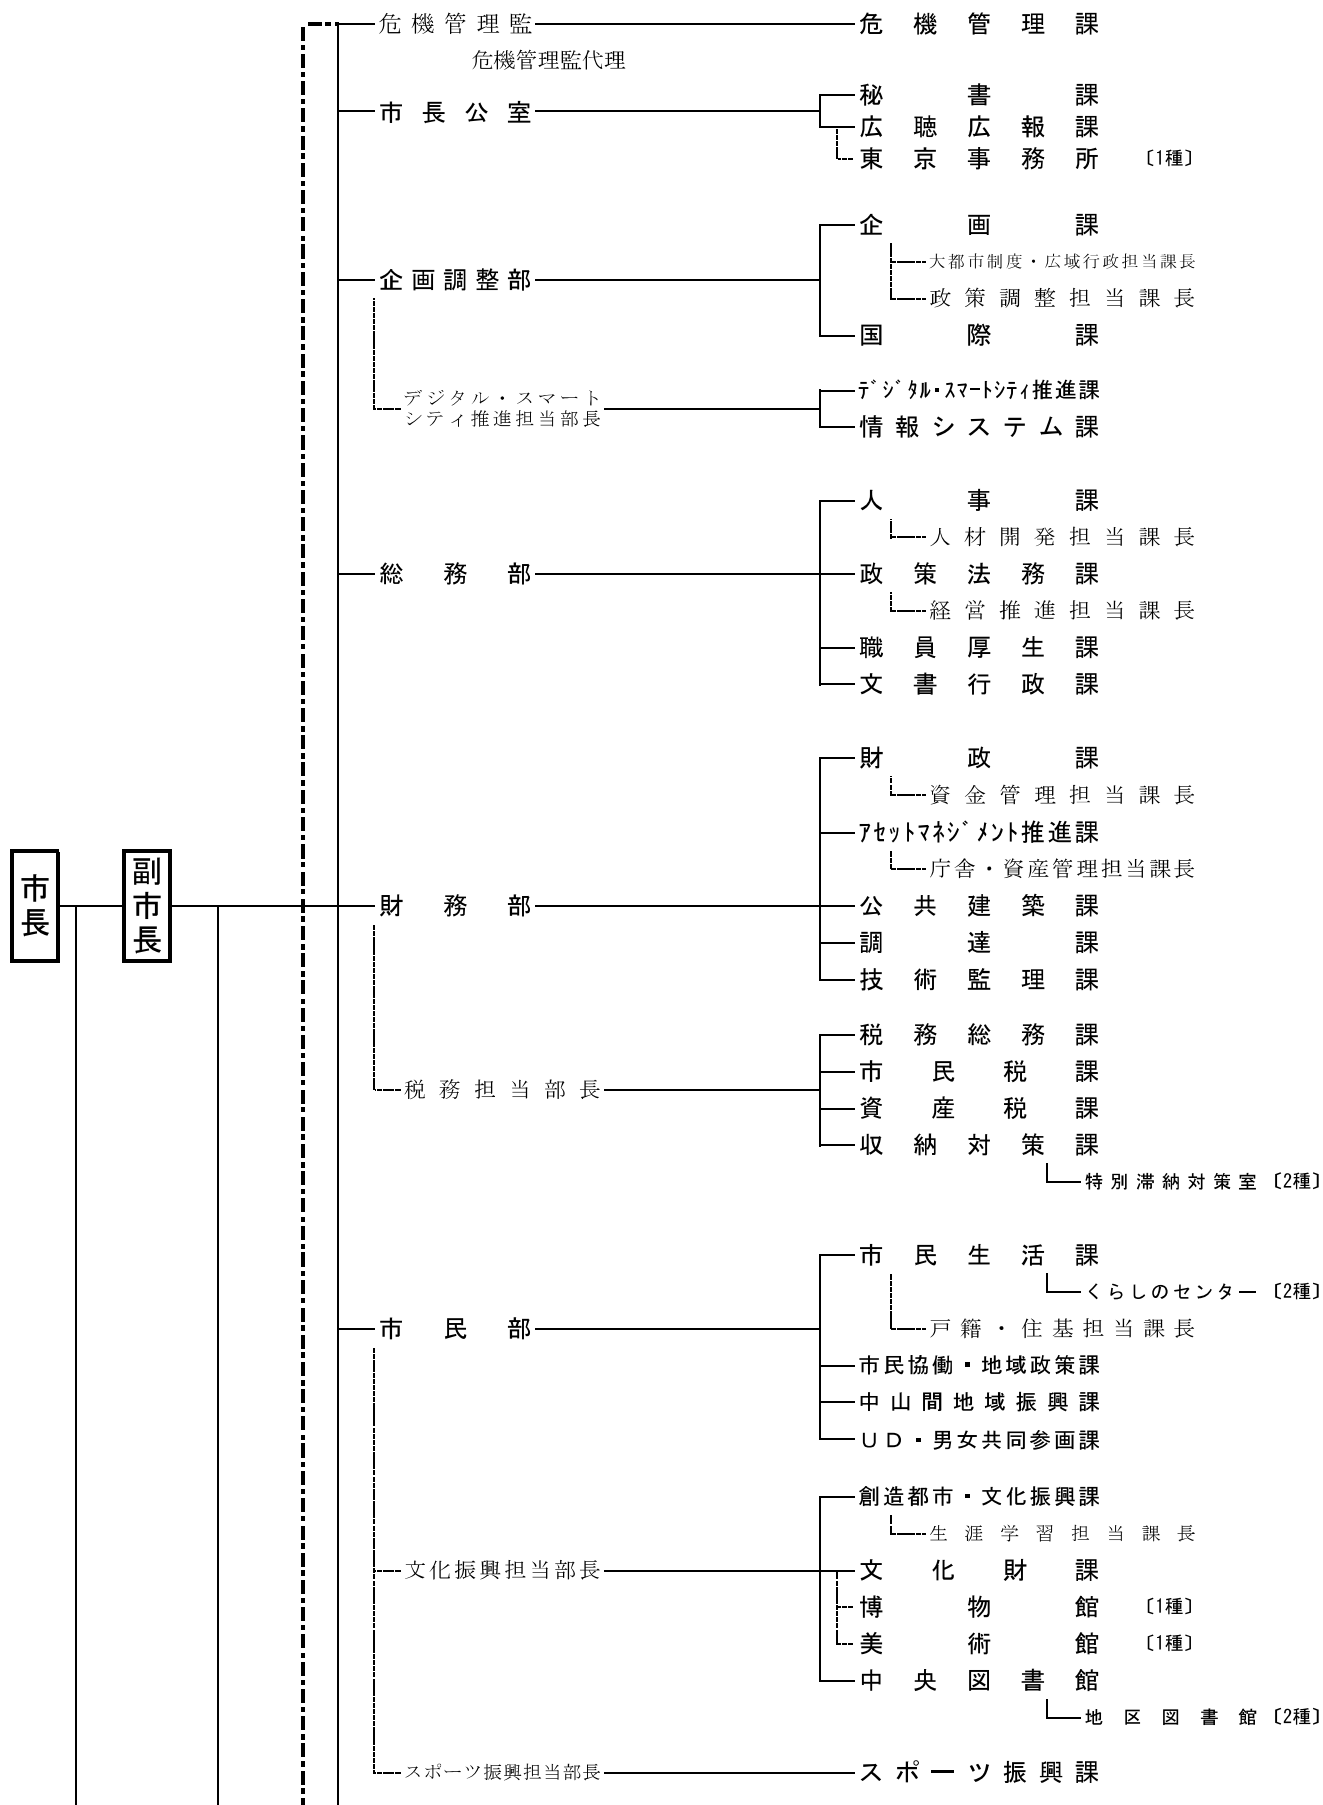 危機管理監 危機管理課
危機管理監代理
市長公室 秘書課
広聴広報課
東京事務所 〔1種〕
企画課
大都市制度・広域行政担当課長
企画調整部
政策調整担当課長
国際課
デジタル・スマート
シティ推進担当部長
ﾃﾞｼﾞﾀﾙ・ｽﾏｰﾄｼﾃｨ推進課
情報システム課
人事課
人材開発担当課長
総務部 政策法務課
経営推進担当課長
職員厚生課
文書行政課
財政課
資金管理担当課長
ｱｾｯﾄﾏﾈｼﾞﾒﾝﾄ推進課
庁舎・資産管理担当課長
市長 副市長 財務部 公共建築課
調達課
技術監理課
税務総務課
市民税課
税務担当部長
資産税課
収納対策課
特別滞納対策室 〔2種〕
市民生活課
くらしのセンター 〔2種〕
市民部 戸籍・住基担当課長
市民協働・地域政策課
中山間地域振興課
ＵＤ・男女共同参画課
創造都市・文化振興課
生涯学習担当課長
文化振興担当部長 文化財課
博物館 〔1種〕
美術館 〔1種〕
中央図書館
地区図書館 〔2種〕
スポーツ振興担当部長 スポーツ振興課